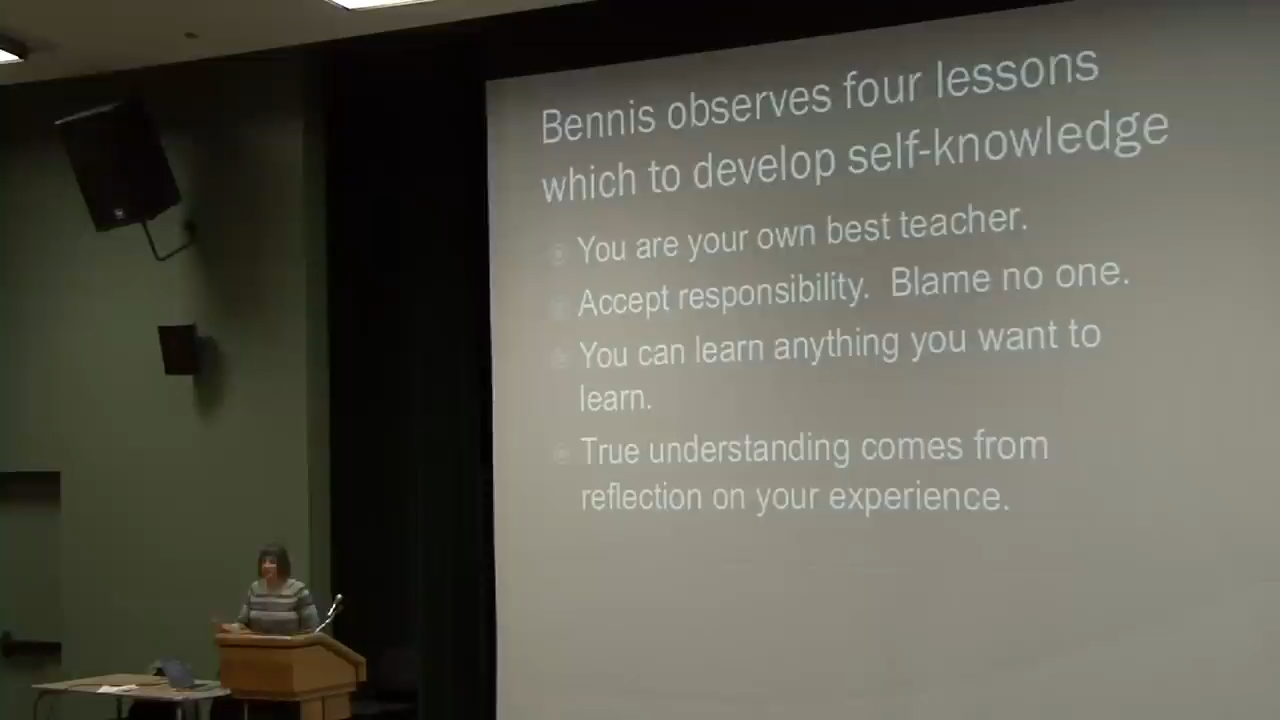 Bennis observes four lessons
which to develop self-knowledge
You are your own best teacher.
Accept responsibility. Blame no one.
You can learn anything you want to
learn.
True understanding comes from
reflection on your experience.